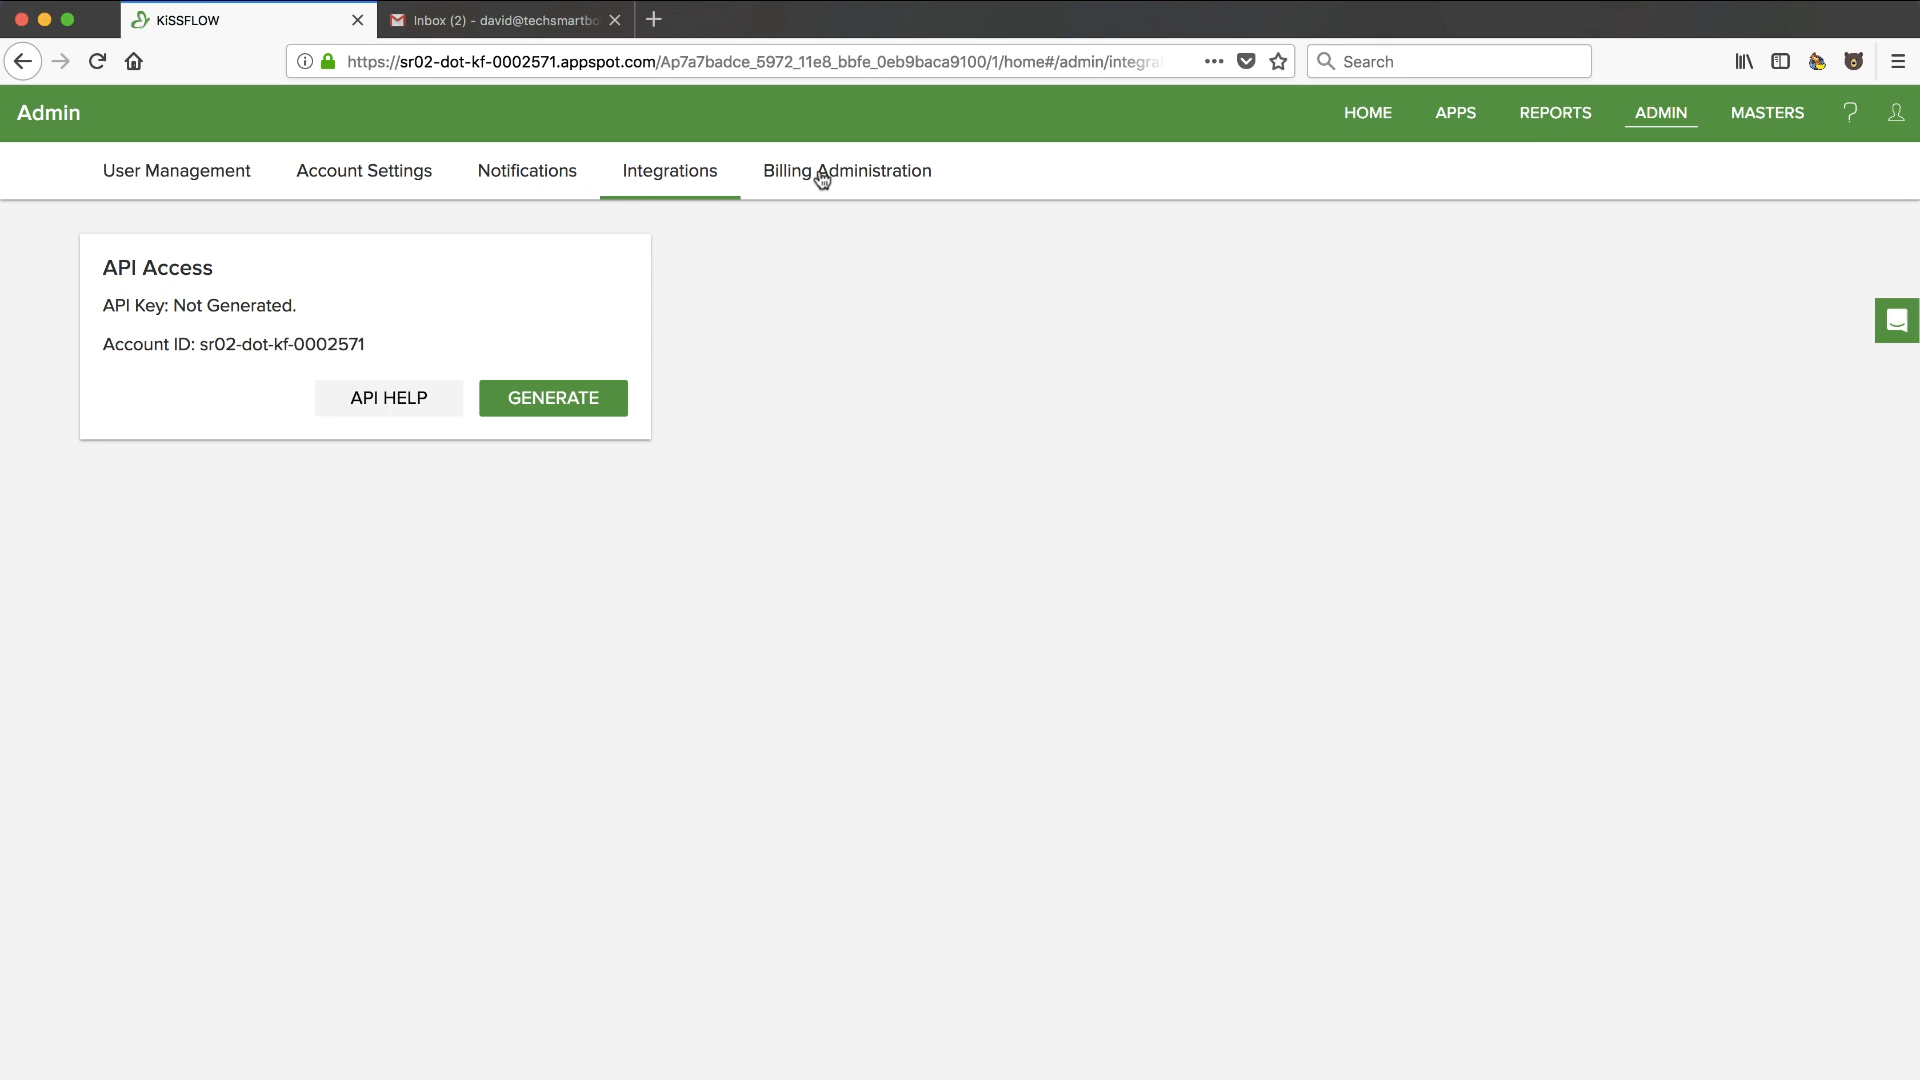 KiSSFLOW
Inbox (2) - david@techsmartbo
https://sr02-dot-kf-0002571.appspot.com/Ap7a7badce_5972_11e8_bbfe_0eb9baca9100/1/home#/admin/integra
Search
Admin
HOME
APPS
REPORTS
ADMIN
MASTERS
?
User Management
Account Settings
Notifications
Integrations
Billing Administration
API Access
API Key: Not Generated.
Account ID: sr02-dot-kf-0002571
API HELP
GENERATE